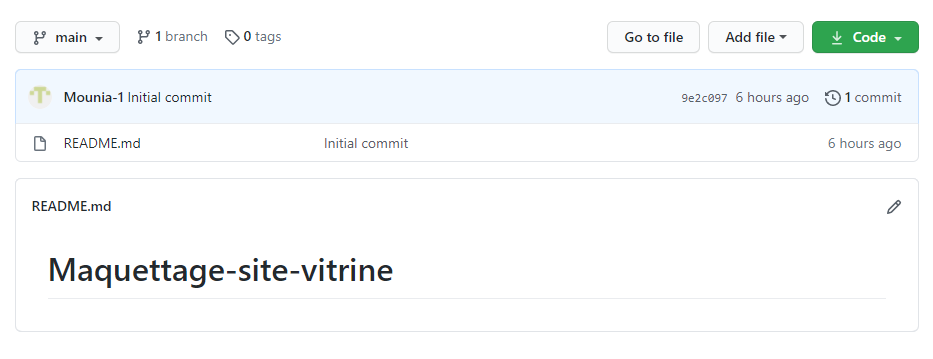 main 1 branch 0 tags Go to file Add file Code
Mounia-1 Initial commit 9e2c097 6 hours ago 1 commit
README.md Initial commit 6 hours ago
README.md
Maquettage-site-vitrine